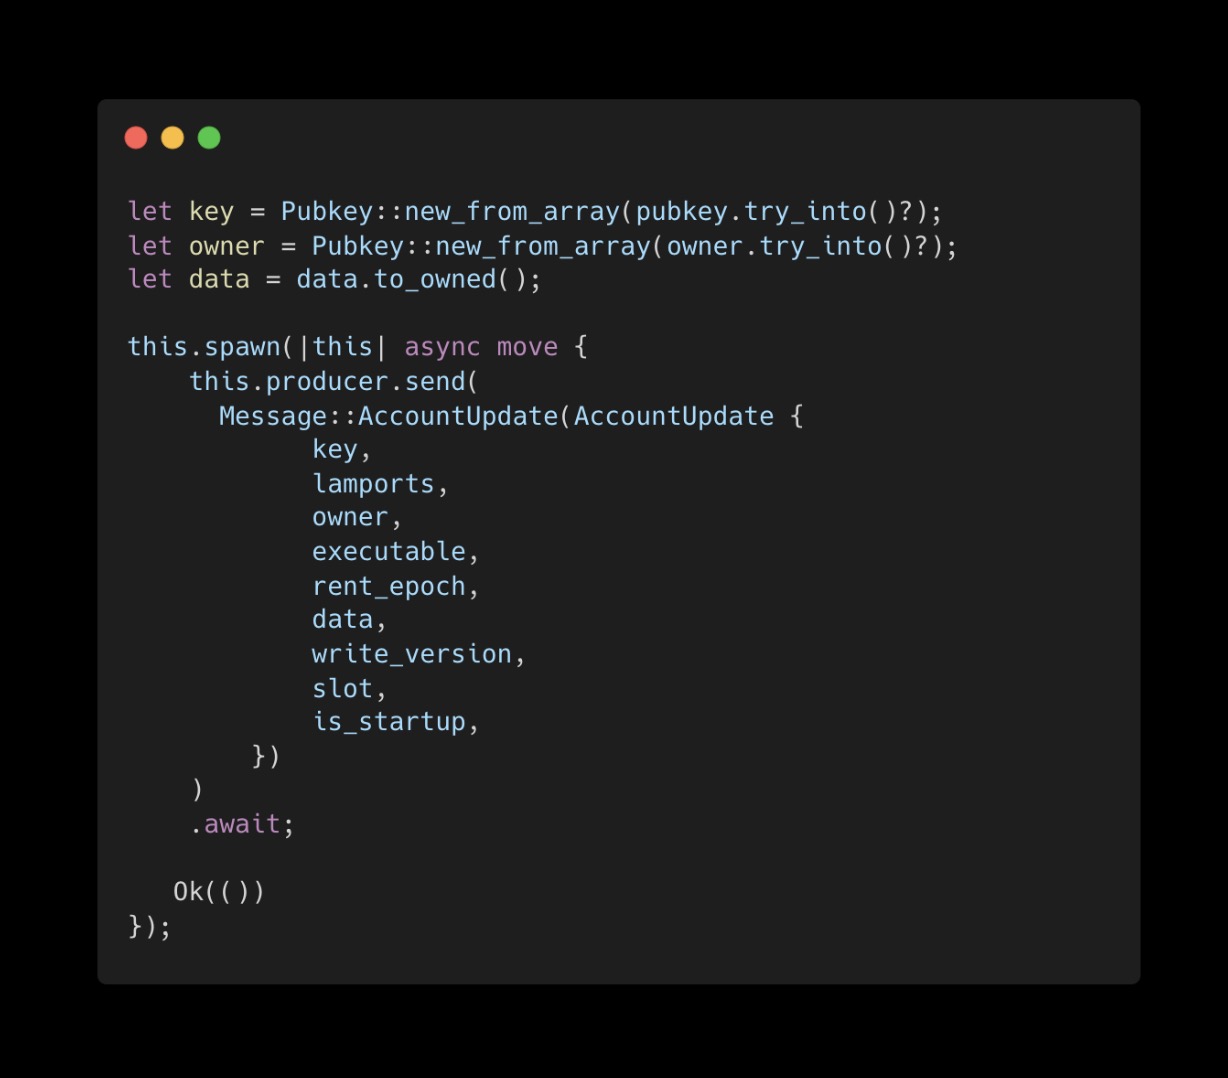 let key = Pubkey::new_from_array(pubkey.try_into()?);
let owner = Pubkey::new_from_array(owner.try_into()?);
let data = data.to_owned();

this.spawn(|this| async move {
    this.producer.send(
      Message::AccountUpdate(AccountUpdate {
            key,
            lamports,
            owner,
            executable,
            rent_epoch,
            data,
            write_version,
            slot,
            is_startup,
        })
    )
    .await;

   Ok(())
});